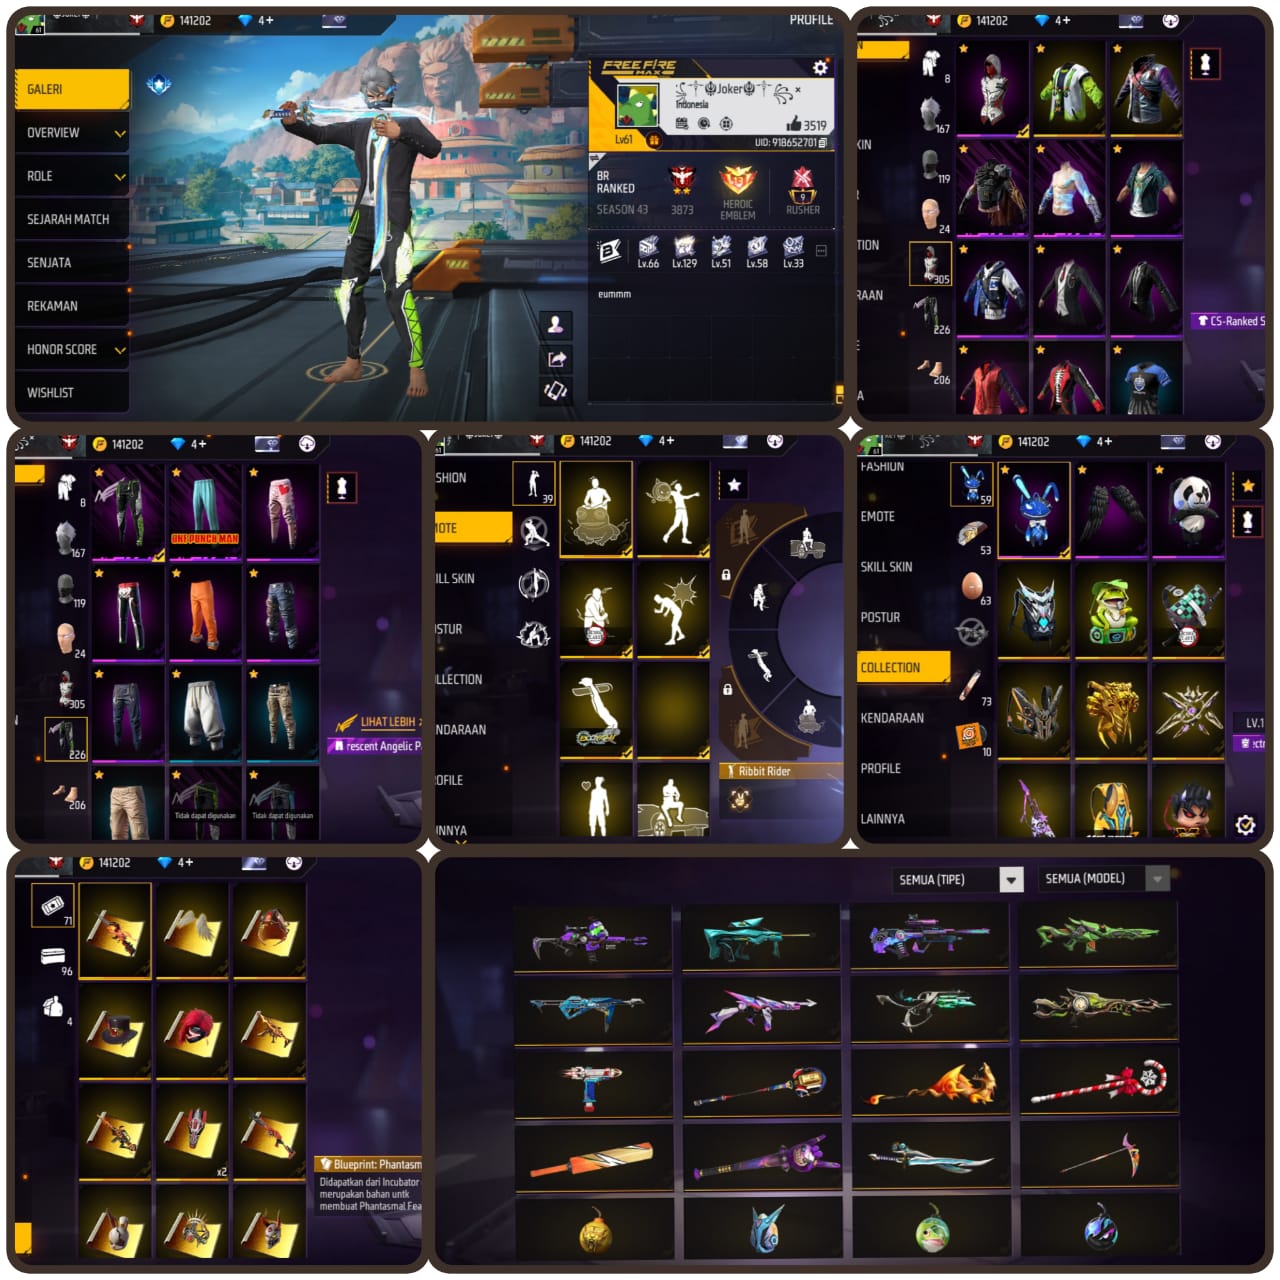 141202
4+
PROFILE
GALERI
OVERVIEW
ROLE
SEJARAH MATCH
SENJATA
REKAMAN
HONOR SCORE
WISHLIST
FREE FIRE
MAX
Joker
Indonesia
3519
Lv61
UID: 918652701
BR
RANKED
SEASON 43
3873
HEROIC
EMBLEM
9
RUSHER
Lv.66
Lv.129
Lv.51
Lv.58
Lv.33
eummm
141202
4+
8
167
119
24
305
226
206
CS-Ranked S
141202
4+
8
167
119
24
305
226
206
ONE PUNCH MAN
LIHAT LEBIH
rescent Angelic P
Tidak dapat digunakan
Tidak dapat digunakan
141202
4+
SHION
MOTE
ILL SKIN
STUR
LLECTION
NDARAAN
ROFILE
INNYA
39
Ribbit Rider
141202
4+
FASHION
EMOTE
SKILL SKIN
POSTUR
COLLECTION
KENDARAAN
PROFILE
LAINNYA
59
53
63
73
10
LV.1
141202
4+
71
96
4
x2
Blueprint: Phantasm
Didapatkan dari Incubator
merupakan bahan untk
membuat Phantasmal Fea
SEMUA (TIPE)
SEMUA (MODEL)